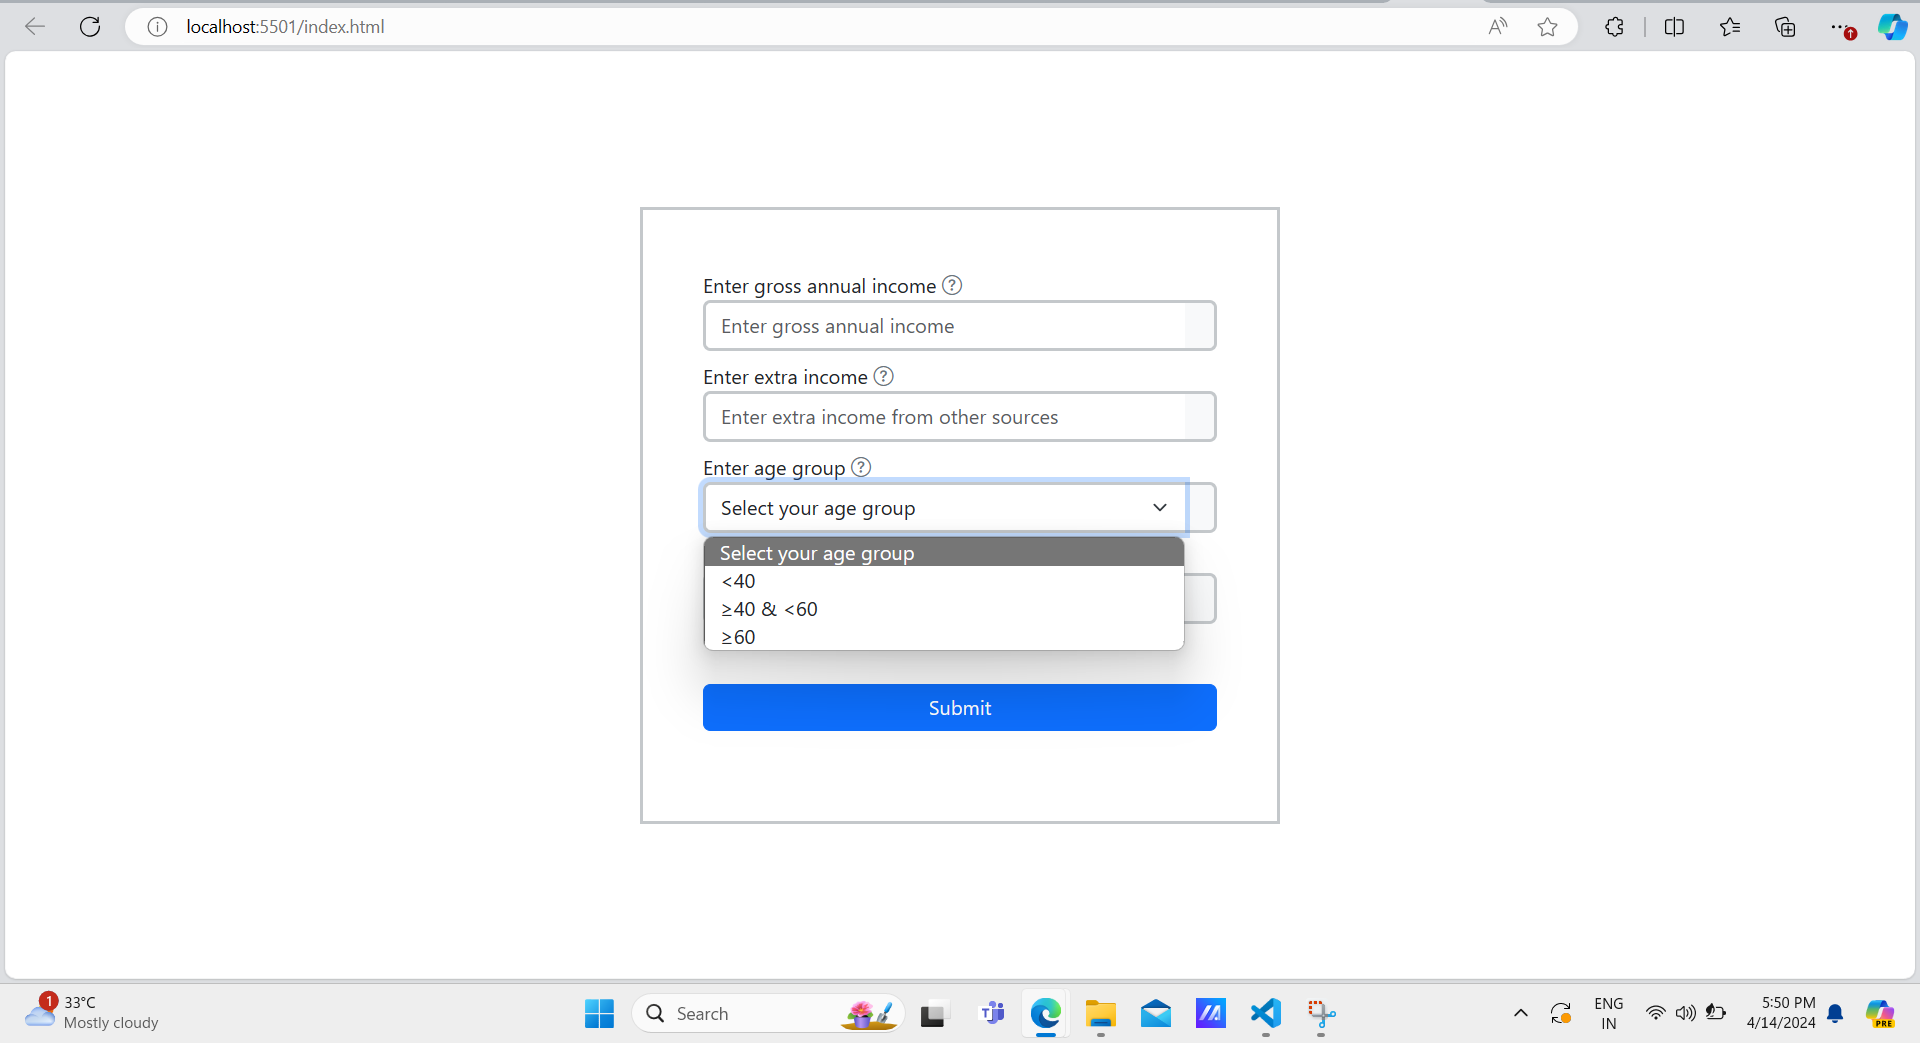 localhost:5501/index.html
Enter gross annual income ?
Enter gross annual income
Enter extra income ?
Enter extra income from other sources
Enter age group ?
Select your age group
Select your age group
<40
≥40 & <60
≥60
Submit
1
33°C
Mostly cloudy
Search
ENG
IN
5:50 PM
4/14/2024
PRE